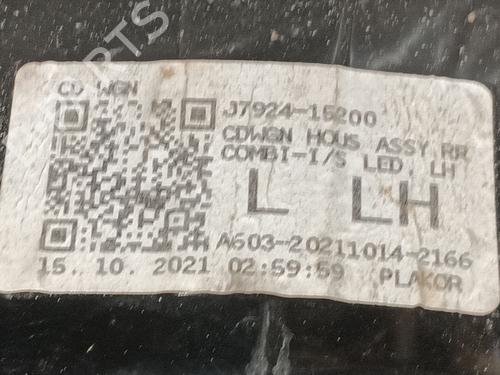 CD WGN
J7924-15200
CDWGN HOUS ASSY RR
COMBI-I/S LED, LH
L LH
A603-20211014-2166
15. 10. 2021 02:59:59 PLAKOR